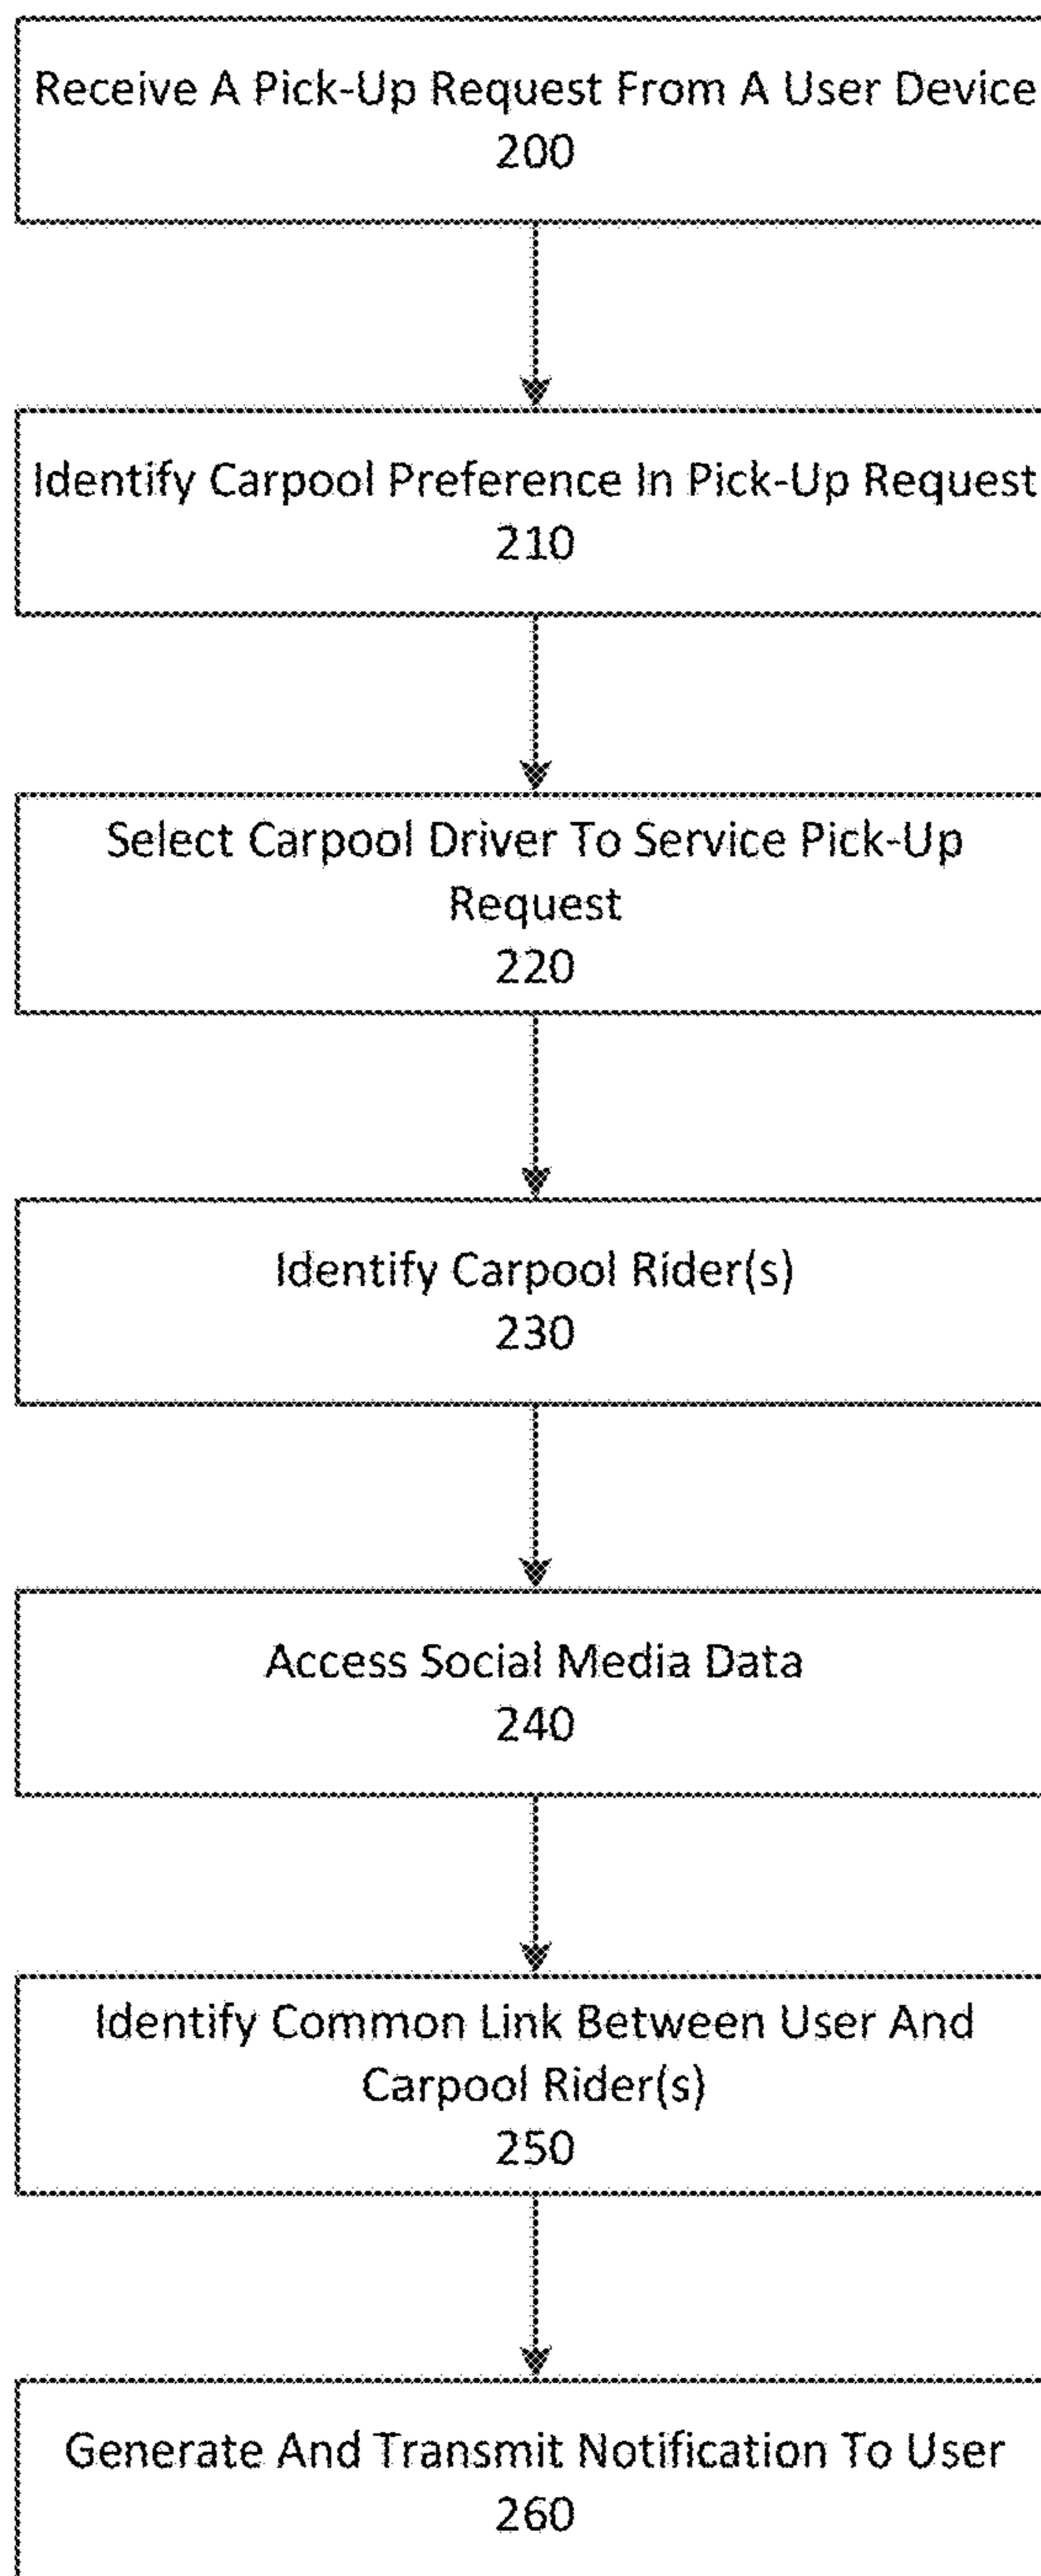 Receive A Pick-Up Request From A User Device
200
Identify Carpool Preference In Pick-Up Request
210
Select Carpool Driver To Service Pick-Up
Request
220
Identify Carpool Rider(s)
230
Access Social Media Data
240
Identify Common Link Between User And
Carpool Rider(s)
250
Generate And Transmit Notification To User
260